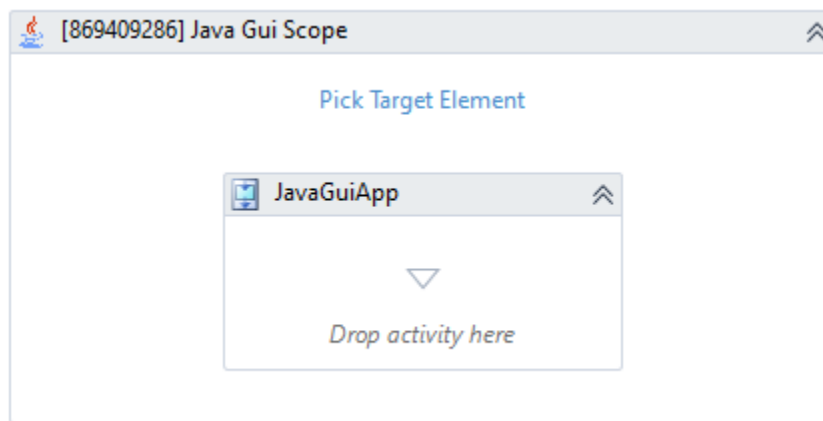 [869409286] Java Gui Scope
Pick Target Element
JavaGuiApp
Drop activity here